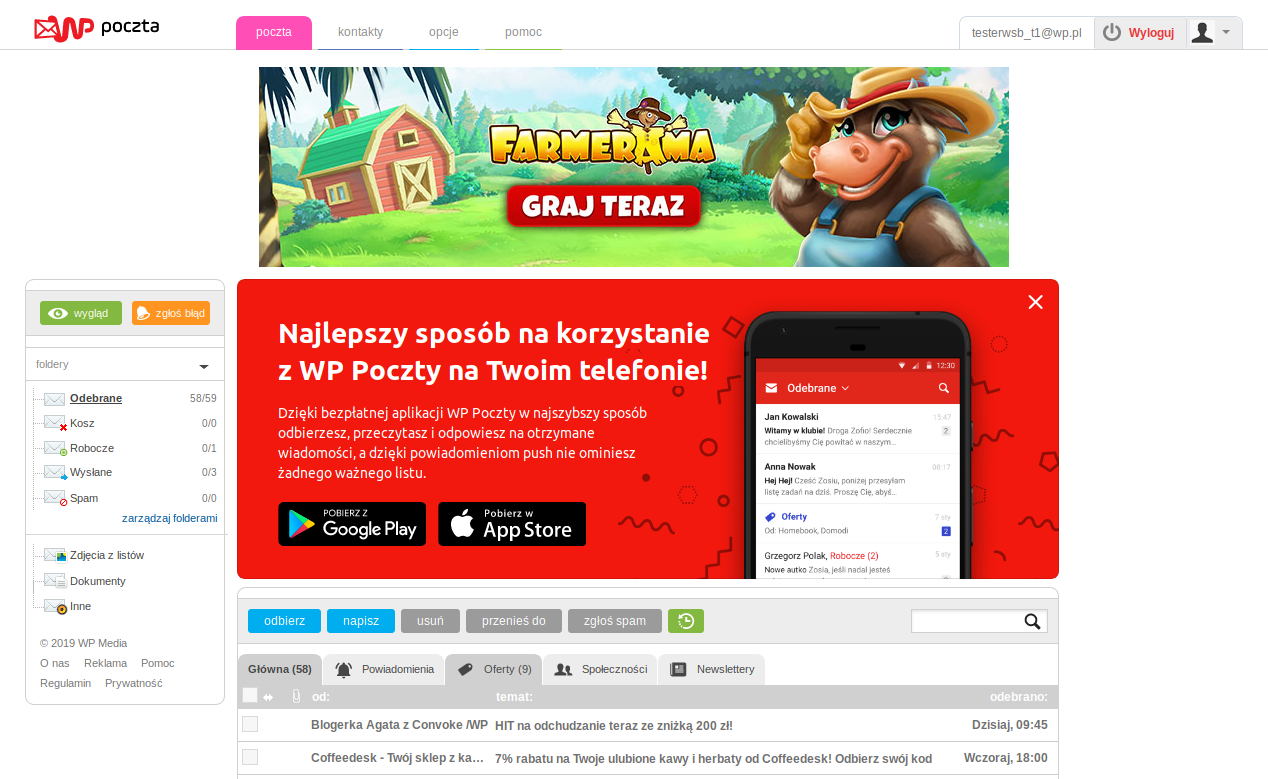 WP poczta
poczta
kontakty
opcje
pomoc
testerwsb_t1@wp.pl
Wyloguj
FARMERAMA
GRAJ TERAZ
wygląd
zgłoś błąd
foldery
Odebrane 58/59
Kosz 0/0
Robocze 0/1
Wysłane 0/3
Spam 0/0
zarządzaj folderami
Zdjęcia z listów
Dokumenty
Inne
© 2019 WP Media
O nas Reklama Pomoc
Regulamin Prywatność
Najlepszy sposób na korzystanie
z WP Poczty na Twoim telefonie!
Dzięki bezpłatnej aplikacji WP Poczty w najszybszy sposób
odbierzesz, przeczytasz i odpowiesz na otrzymane
wiadomości, a dzięki powiadomieniom push nie ominiesz
żadnego ważnego listu.
POBIERZ Z
Google Play
Pobierz w
App Store
12:30
Odebrane
Jan Kowalski 13:47
Witamy w klubie! Droga Zofio! Serdecznie 2
chcielibyśmy Cię powitać w naszym...
Anna Nowak 08:17
Hej Hej! Cześć Zosiu, poniżej przesyłam
listę zadań na dziś. Proszę Cię, abyś...
Oferty 7 sty
Od: Homebook, Domodi 2
Grzegorz Polak, Robocze (2) 5 sty
Nowe autko Zosia, jeśli nadal jesteś
odbierz
napisz
usuń
przenieś do
zgłoś spam
Główna (58)
Powiadomienia
Oferty (9)
Społeczności
Newslettery
od: temat: odebrano:
Blogerka Agata z Convoke /WP HIT na odchudzanie teraz ze zniżką 200 zł! Dzisiaj, 09:45
Coffeedesk - Twój sklep z ka... 7% rabatu na Twoje ulubione kawy i herbaty od Coffeedesk! Odbierz swój kod Wczoraj, 18:00